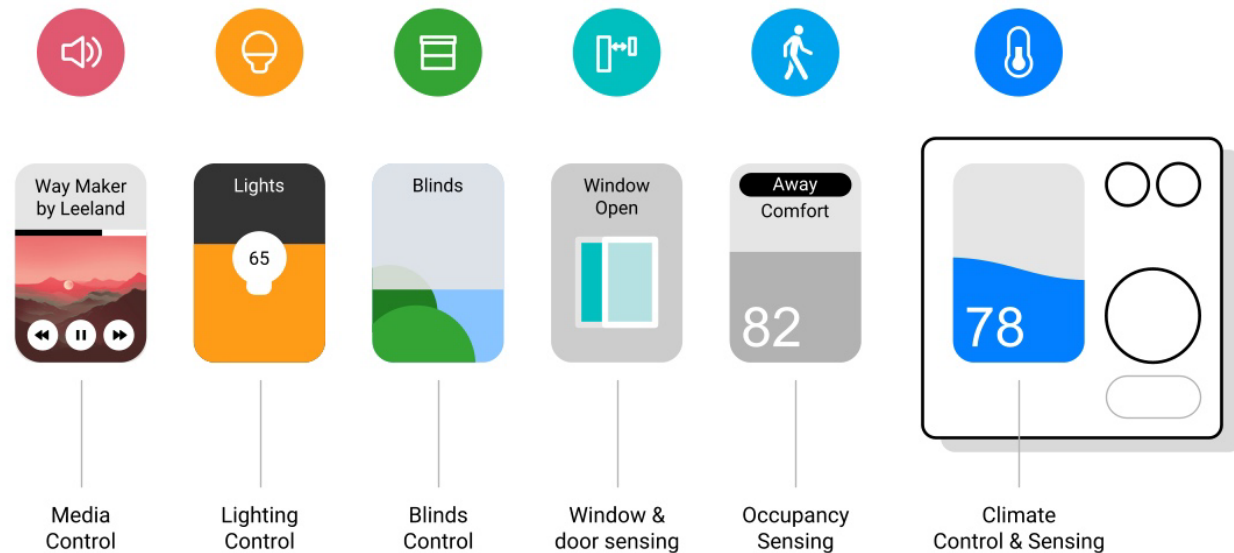 Way Maker
by Leeland
Lights
65
Blinds
Window
Open
Away
Comfort
82
78
Media
Control
Lighting
Control
Blinds
Control
Window &
door sensing
Occupancy
Sensing
Climate
Control & Sensing